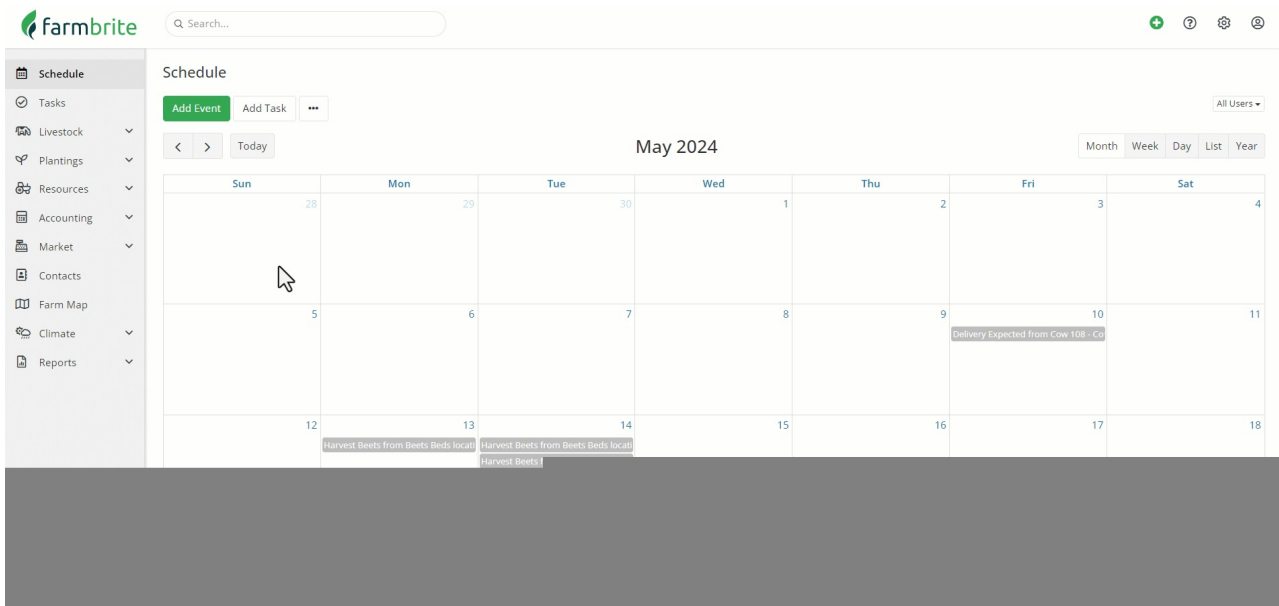 farmbrite
Search...
Schedule
Tasks
Livestock
Plantings
Resources
Accounting
Market
Contacts
Farm Map
Climate
Reports
Schedule
Add Event Add Task •••
All Users
< > Today
May 2024
Month Week Day List Year
Sun Mon Tue Wed Thu Fri Sat
28 29 30 1 2 3 4
5 6 7 8 9 10 11
Delivery Expected from Cow 108 - Co
12 13 14 15 16 17 18
Harvest Beets from Beets Beds locati Harvest Beets from Beets Beds locati
Harvest Beets